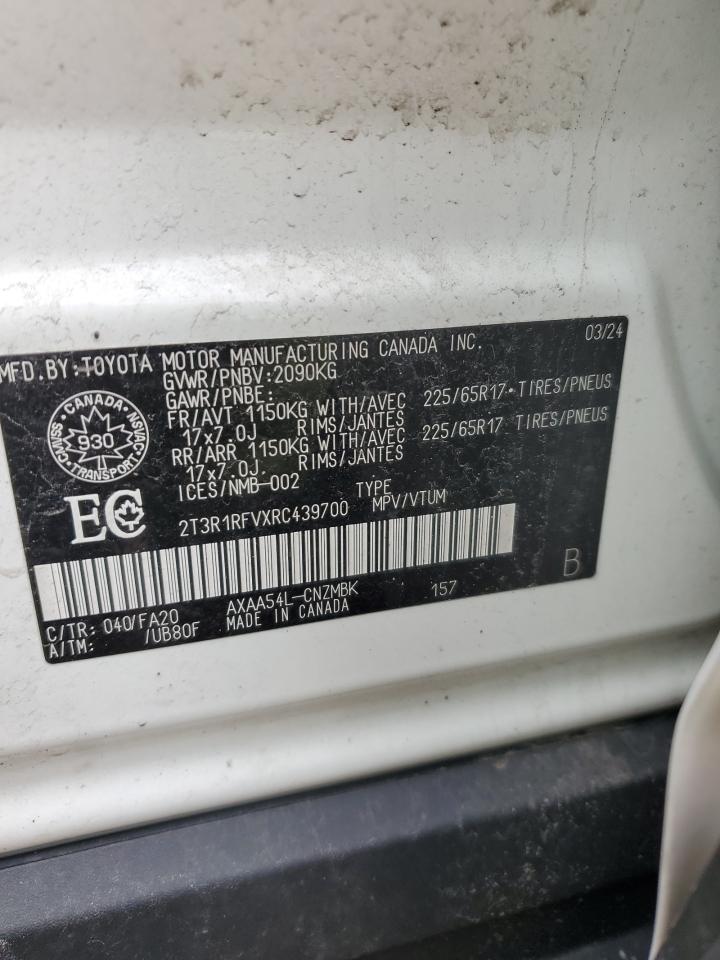 MFD.BY:TOYOTA MOTOR MANUFACTURING CANADA INC. 03/24
GVWR/PNBV:2090KG
GAWR/PNBE:
FR/AVT 1150KG WITH/AVEC 225/65R17 TIRES/PNEUS
17x7.0J RIMS/JANTES
RR/ARR 1150KG WITH/AVEC 225/65R17 TIRES/PNEUS
17x7.0J. RIMS/JANTES
ICES/NMB-002 TYPE
2T3R1RFVXRC439700 MPV/VTUM
CANADA
930
TRANSPORT
EC
C/TR: 040/FA20 AXAA54L-CNZMBK 157 B
A/TM: /UB80F MADE IN CANADA